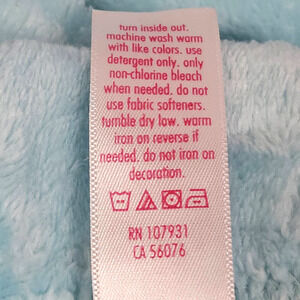 turn inside out.
machine wash warm
with like colors. use
detergent only. only
non-chlorine bleach
when needed. do not
use fabric softeners.
tumble dry low. warm
iron on reverse if
needed. do not iron on
decoration.
RN 107931
CA 56076